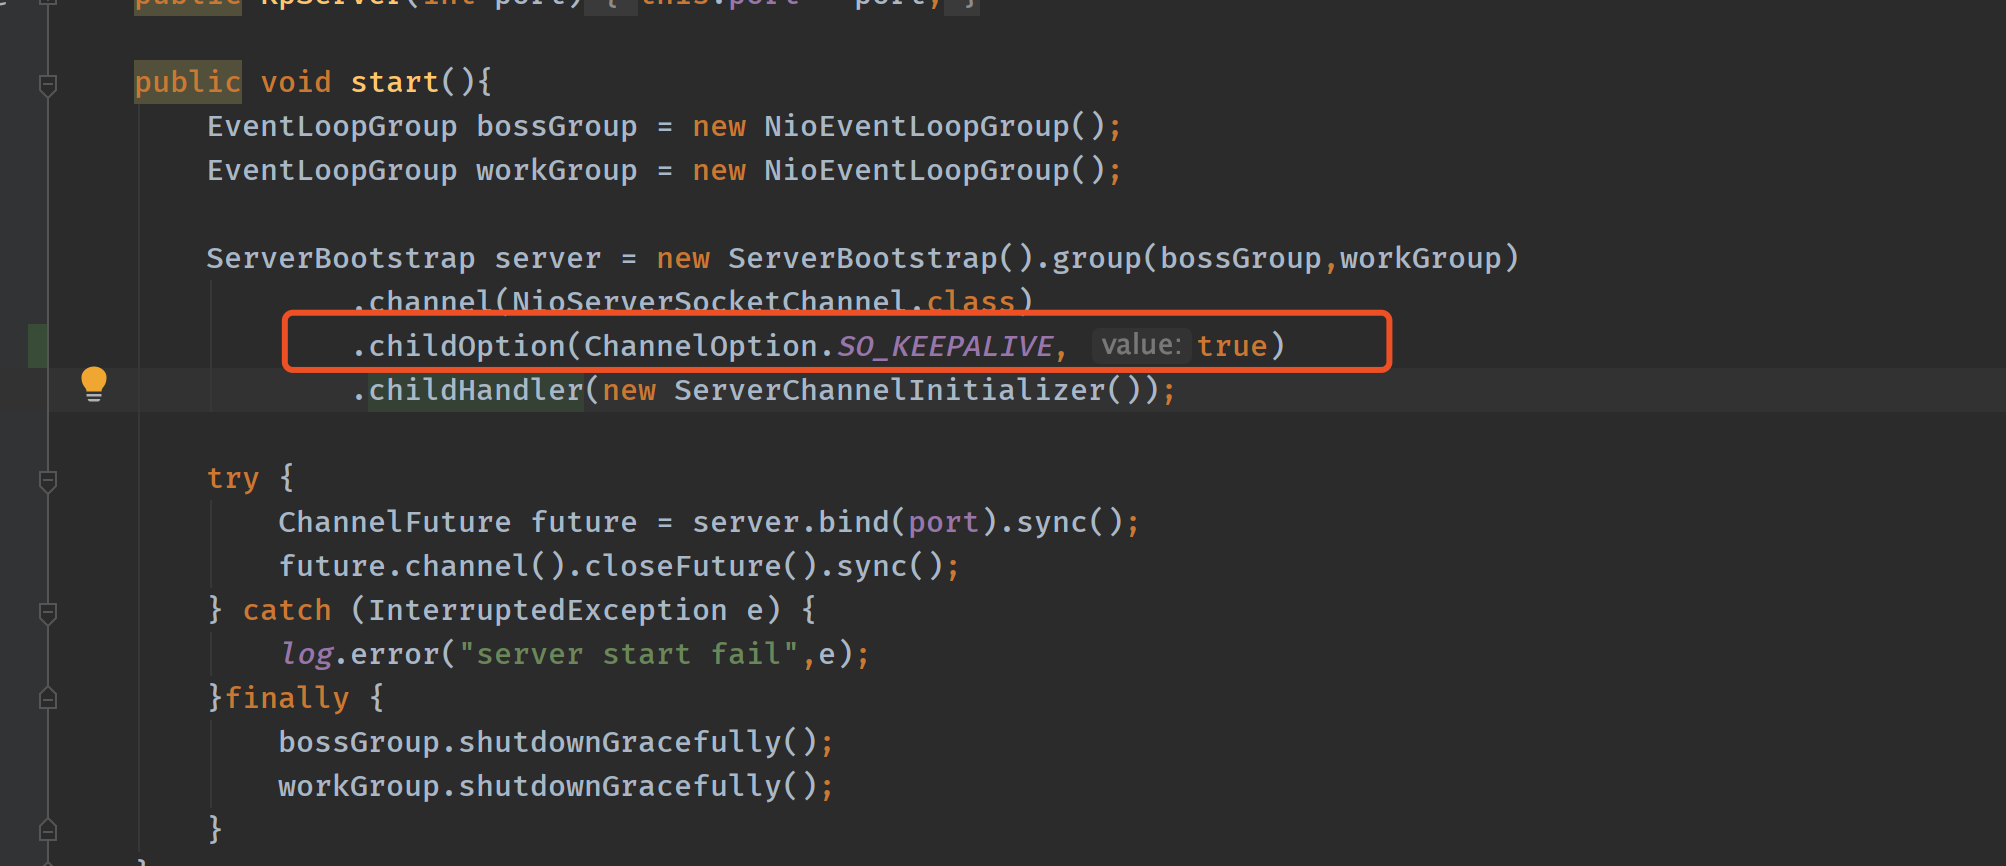 public RpServer(int port) { this.port = port; }
public void start(){
EventLoopGroup bossGroup = new NioEventLoopGroup();
EventLoopGroup workGroup = new NioEventLoopGroup();
ServerBootstrap server = new ServerBootstrap().group(bossGroup,workGroup)
.channel(NioServerSocketChannel.class)
.childOption(ChannelOption.SO_KEEPALIVE, value: true)
.childHandler(new ServerChannelInitializer());
try {
ChannelFuture future = server.bind(port).sync();
future.channel().closeFuture().sync();
} catch (InterruptedException e) {
log.error("server start fail",e);
}finally {
bossGroup.shutdownGracefully();
workGroup.shutdownGracefully();
}